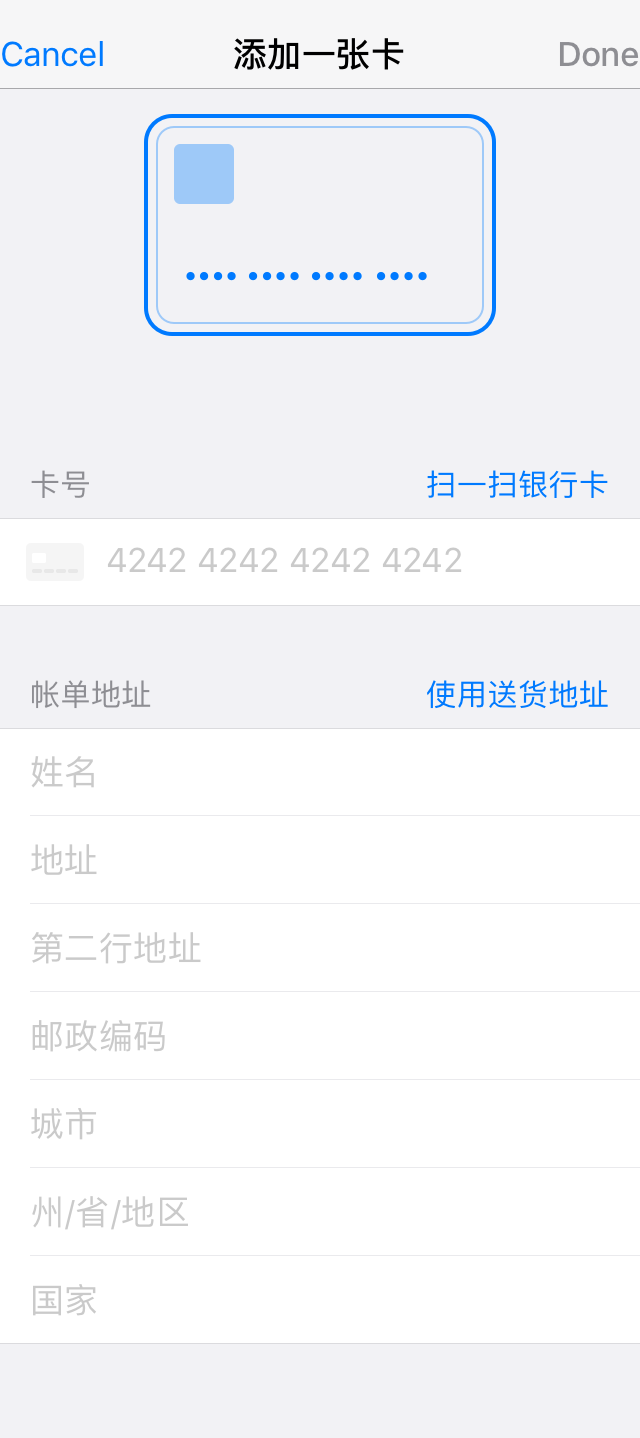 Cancel 添加一张卡 Done
•••• •••• •••• ••••
卡号 扫一扫银行卡
4242 4242 4242 4242
帐单地址 使用送货地址
姓名
地址
第二行地址
邮政编码
城市
州/省/地区
国家